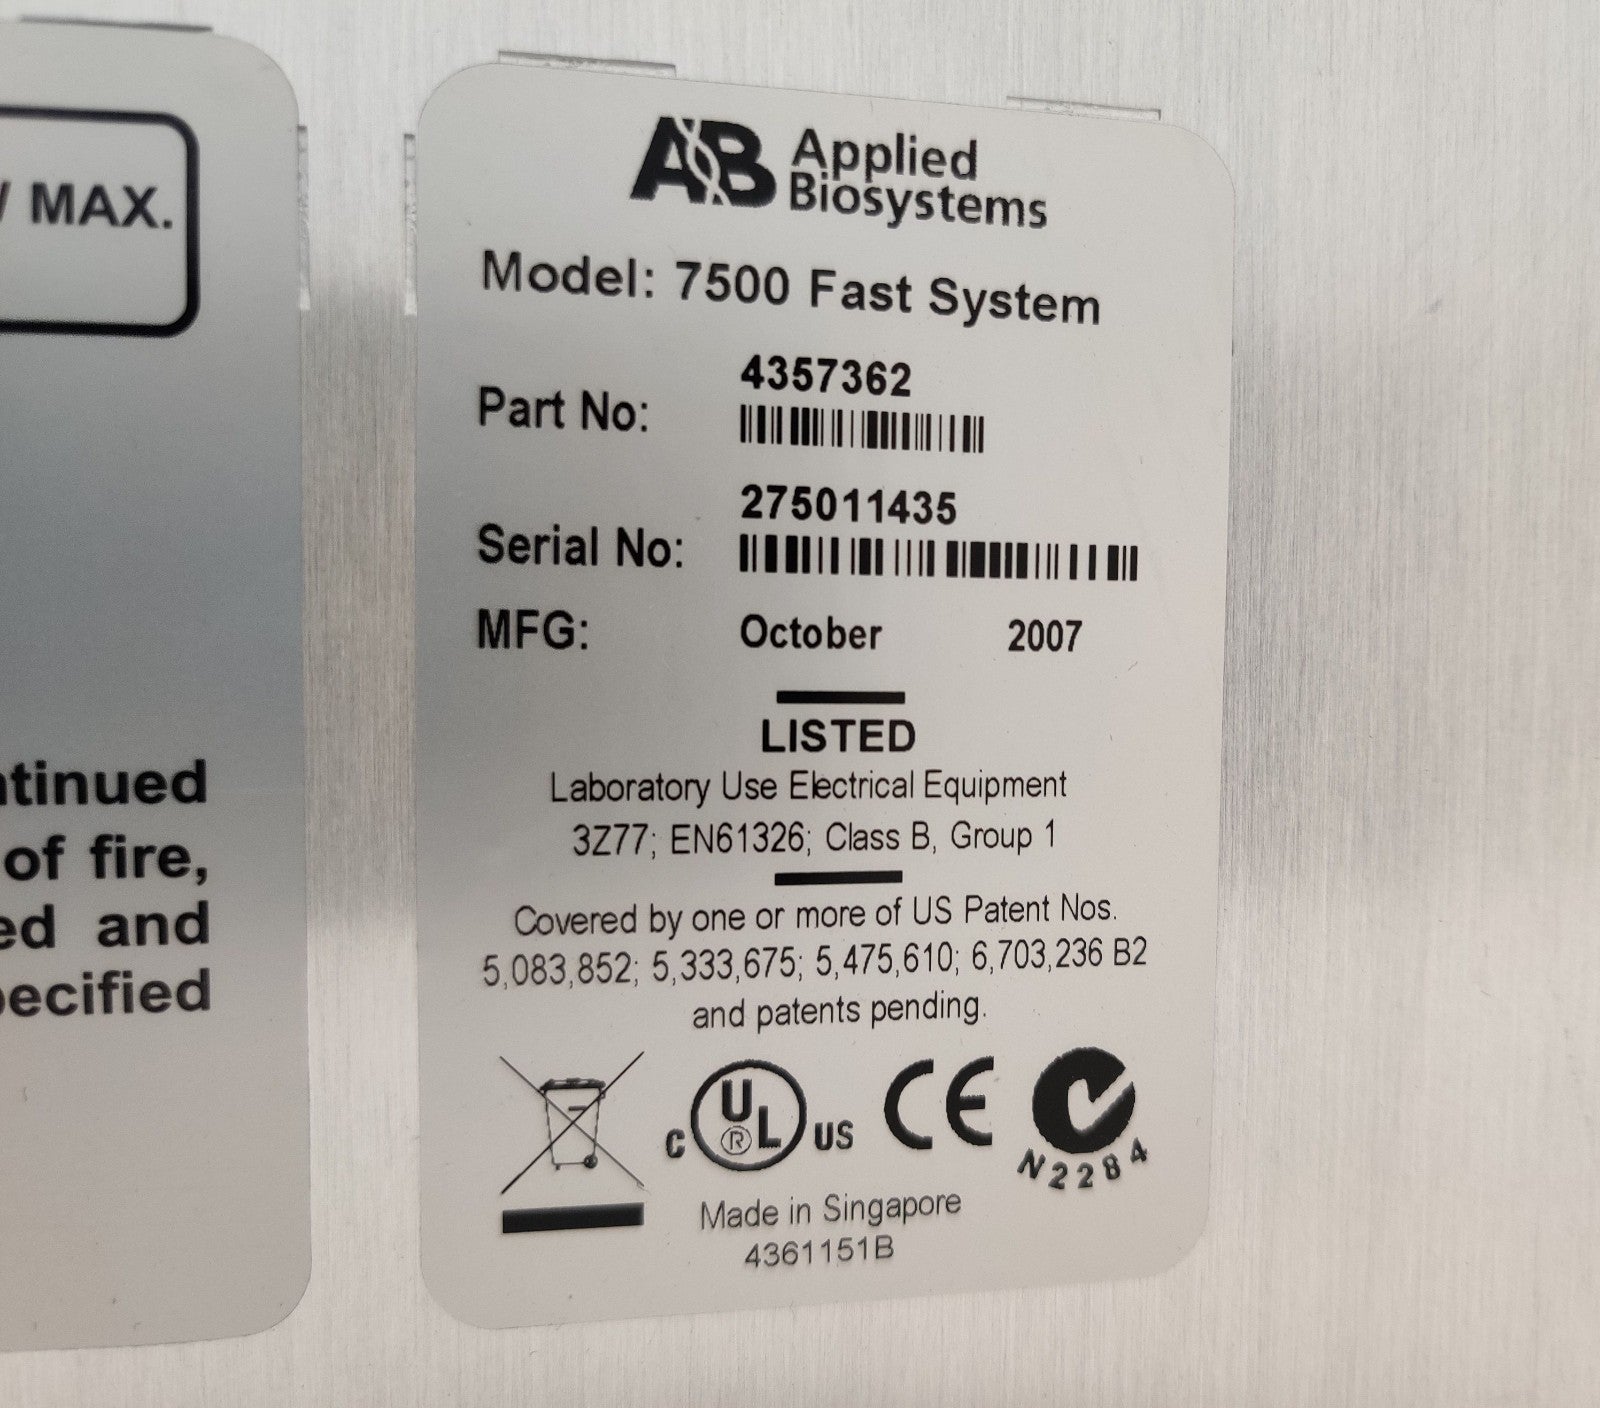 MAX.
of fire,
and
AB Applied
Biosystems
Model: 7500 Fast System
Part No: 4357362
Serial No: 275011435
MFG: October 2007
LISTED
Laboratory Use Electrical Equipment
3Z77; EN61326; Class B, Group 1
Covered by one or more of US Patent Nos.
5,083,852; 5,333,675; 5,475,610; 6,703,236 B2
and patents pending.
C UL ® US CE N2284
Made in Singapore
4361151B